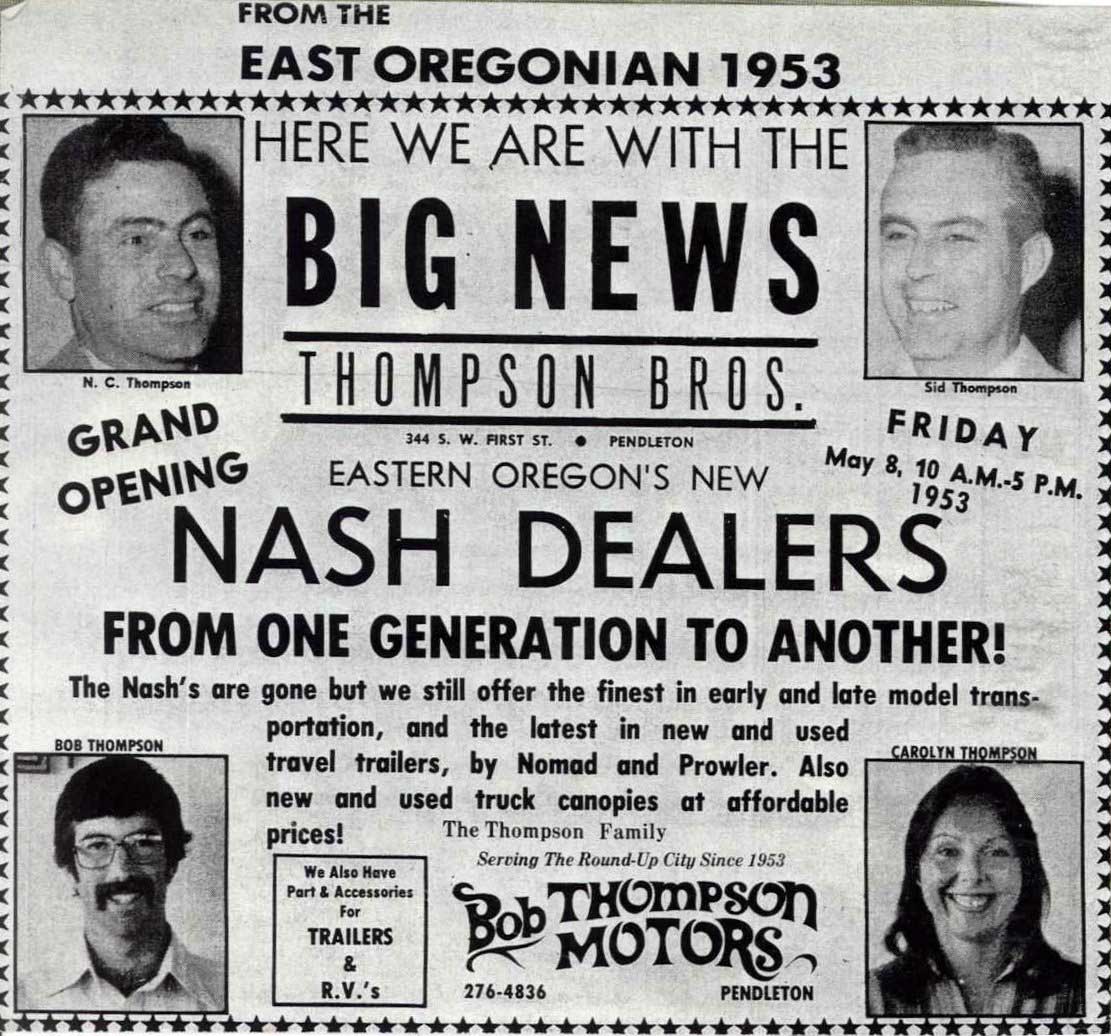 FROM THE
EAST OREGONIAN 1953
HERE WE ARE WITH THE
BIG NEWS
THOMPSON BROS.
N. C. Thompson
Sid Thompson
344 S. W. FIRST ST. ● PENDLETON
GRAND
OPENING
FRIDAY
May 8, 10 A.M.-5 P.M.
1953
EASTERN OREGON'S NEW
NASH DEALERS
FROM ONE GENERATION TO ANOTHER!
The Nash's are gone but we still offer the finest in early and late model trans-
portation, and the latest in new and used
travel trailers, by Nomad and Prowler. Also
new and used truck canopies at affordable
prices!
BOB THOMPSON
CAROLYN THOMPSON
The Thompson Family
Serving The Round-Up City Since 1953
We Also Have
Part & Accessories
For
TRAILERS
&
R.V.'s
Bob THOMPSON
MOTORS
276-4836 PENDLETON